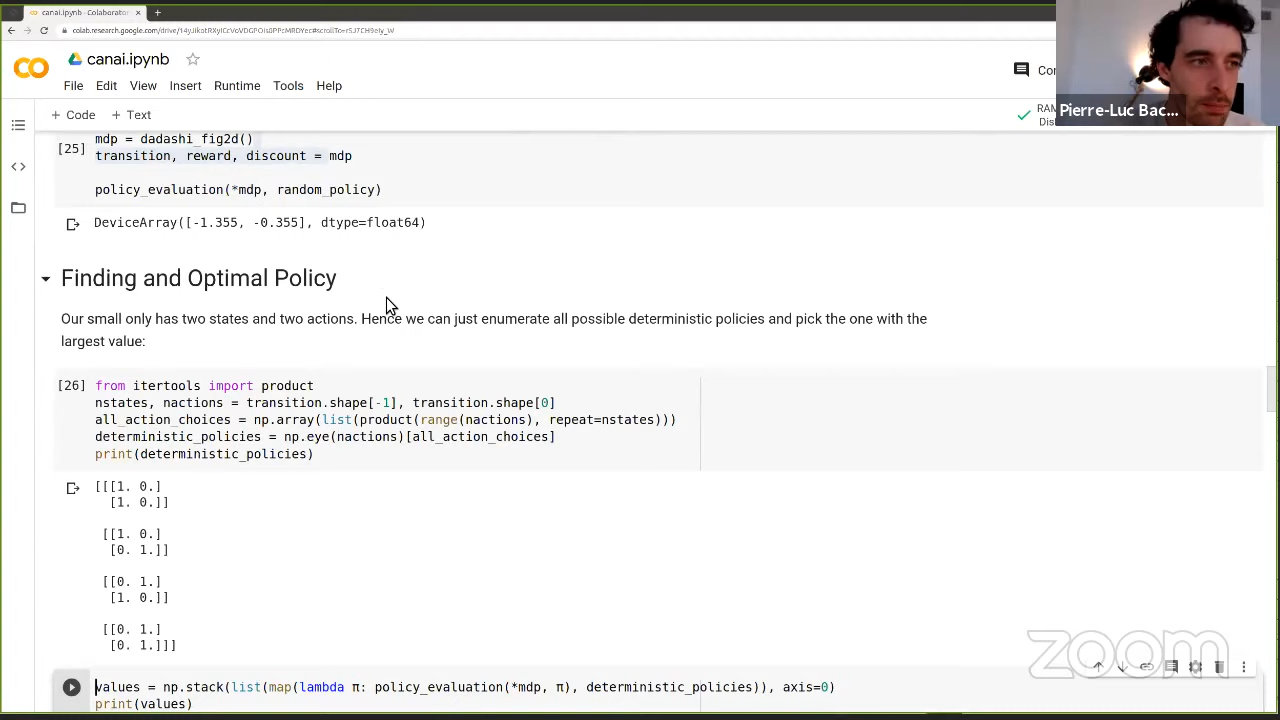 canai.ipynb - Colaborato
colab.research.google.com/drive/
canai.ipynb
File Edit View Insert Runtime Tools Help
+ Code + Text
RAM
Disk
Pierre-Luc Bac...
mdp = dadashi_fig2d()
[25] transition, reward, discount = mdp
policy_evaluation(*mdp, random_policy)
DeviceArray([-1.355, -0.355], dtype=float64)
Finding and Optimal Policy
Our small only has two states and two actions. Hence we can just enumerate all possible deterministic policies and pick the one with the
largest value:
[26] from itertools import product
nstates, nactions = transition.shape[-1], transition.shape[0]
all_action_choices = np.array(list(product(range(nactions), repeat=nstates)))
deterministic_policies = np.eye(nactions)[all_action_choices]
print(deterministic_policies)
[[[1. 0.]
[1. 0.]]
[[1. 0.]
[0. 1.]]
[[0. 1.]
[1. 0.]]
[[0. 1.]
[0. 1.]]]
zoom
values = np.stack(list(map(lambda π: policy_evaluation(*mdp, π), deterministic_policies)), axis=0)
print(values)